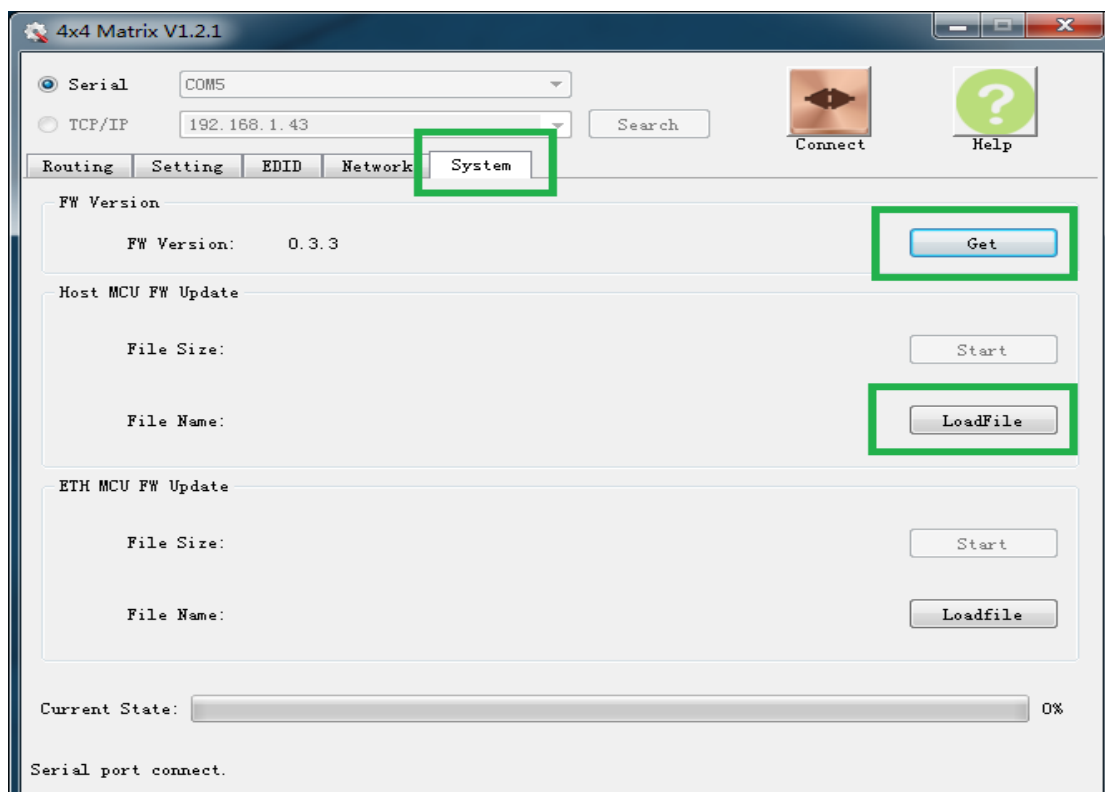 4x4 Matrix V1.2.1
Serial COM5
TCP/IP 192.168.1.43 Search
Connect Help
Routing Setting EDID Network System
FW Version
FW Version: 0.3.3 Get
Host MCU FW Update
File Size: Start
File Name: LoadFile
ETH MCU FW Update
File Size: Start
File Name: Loadfile
Current State: 0%
Serial port connect.